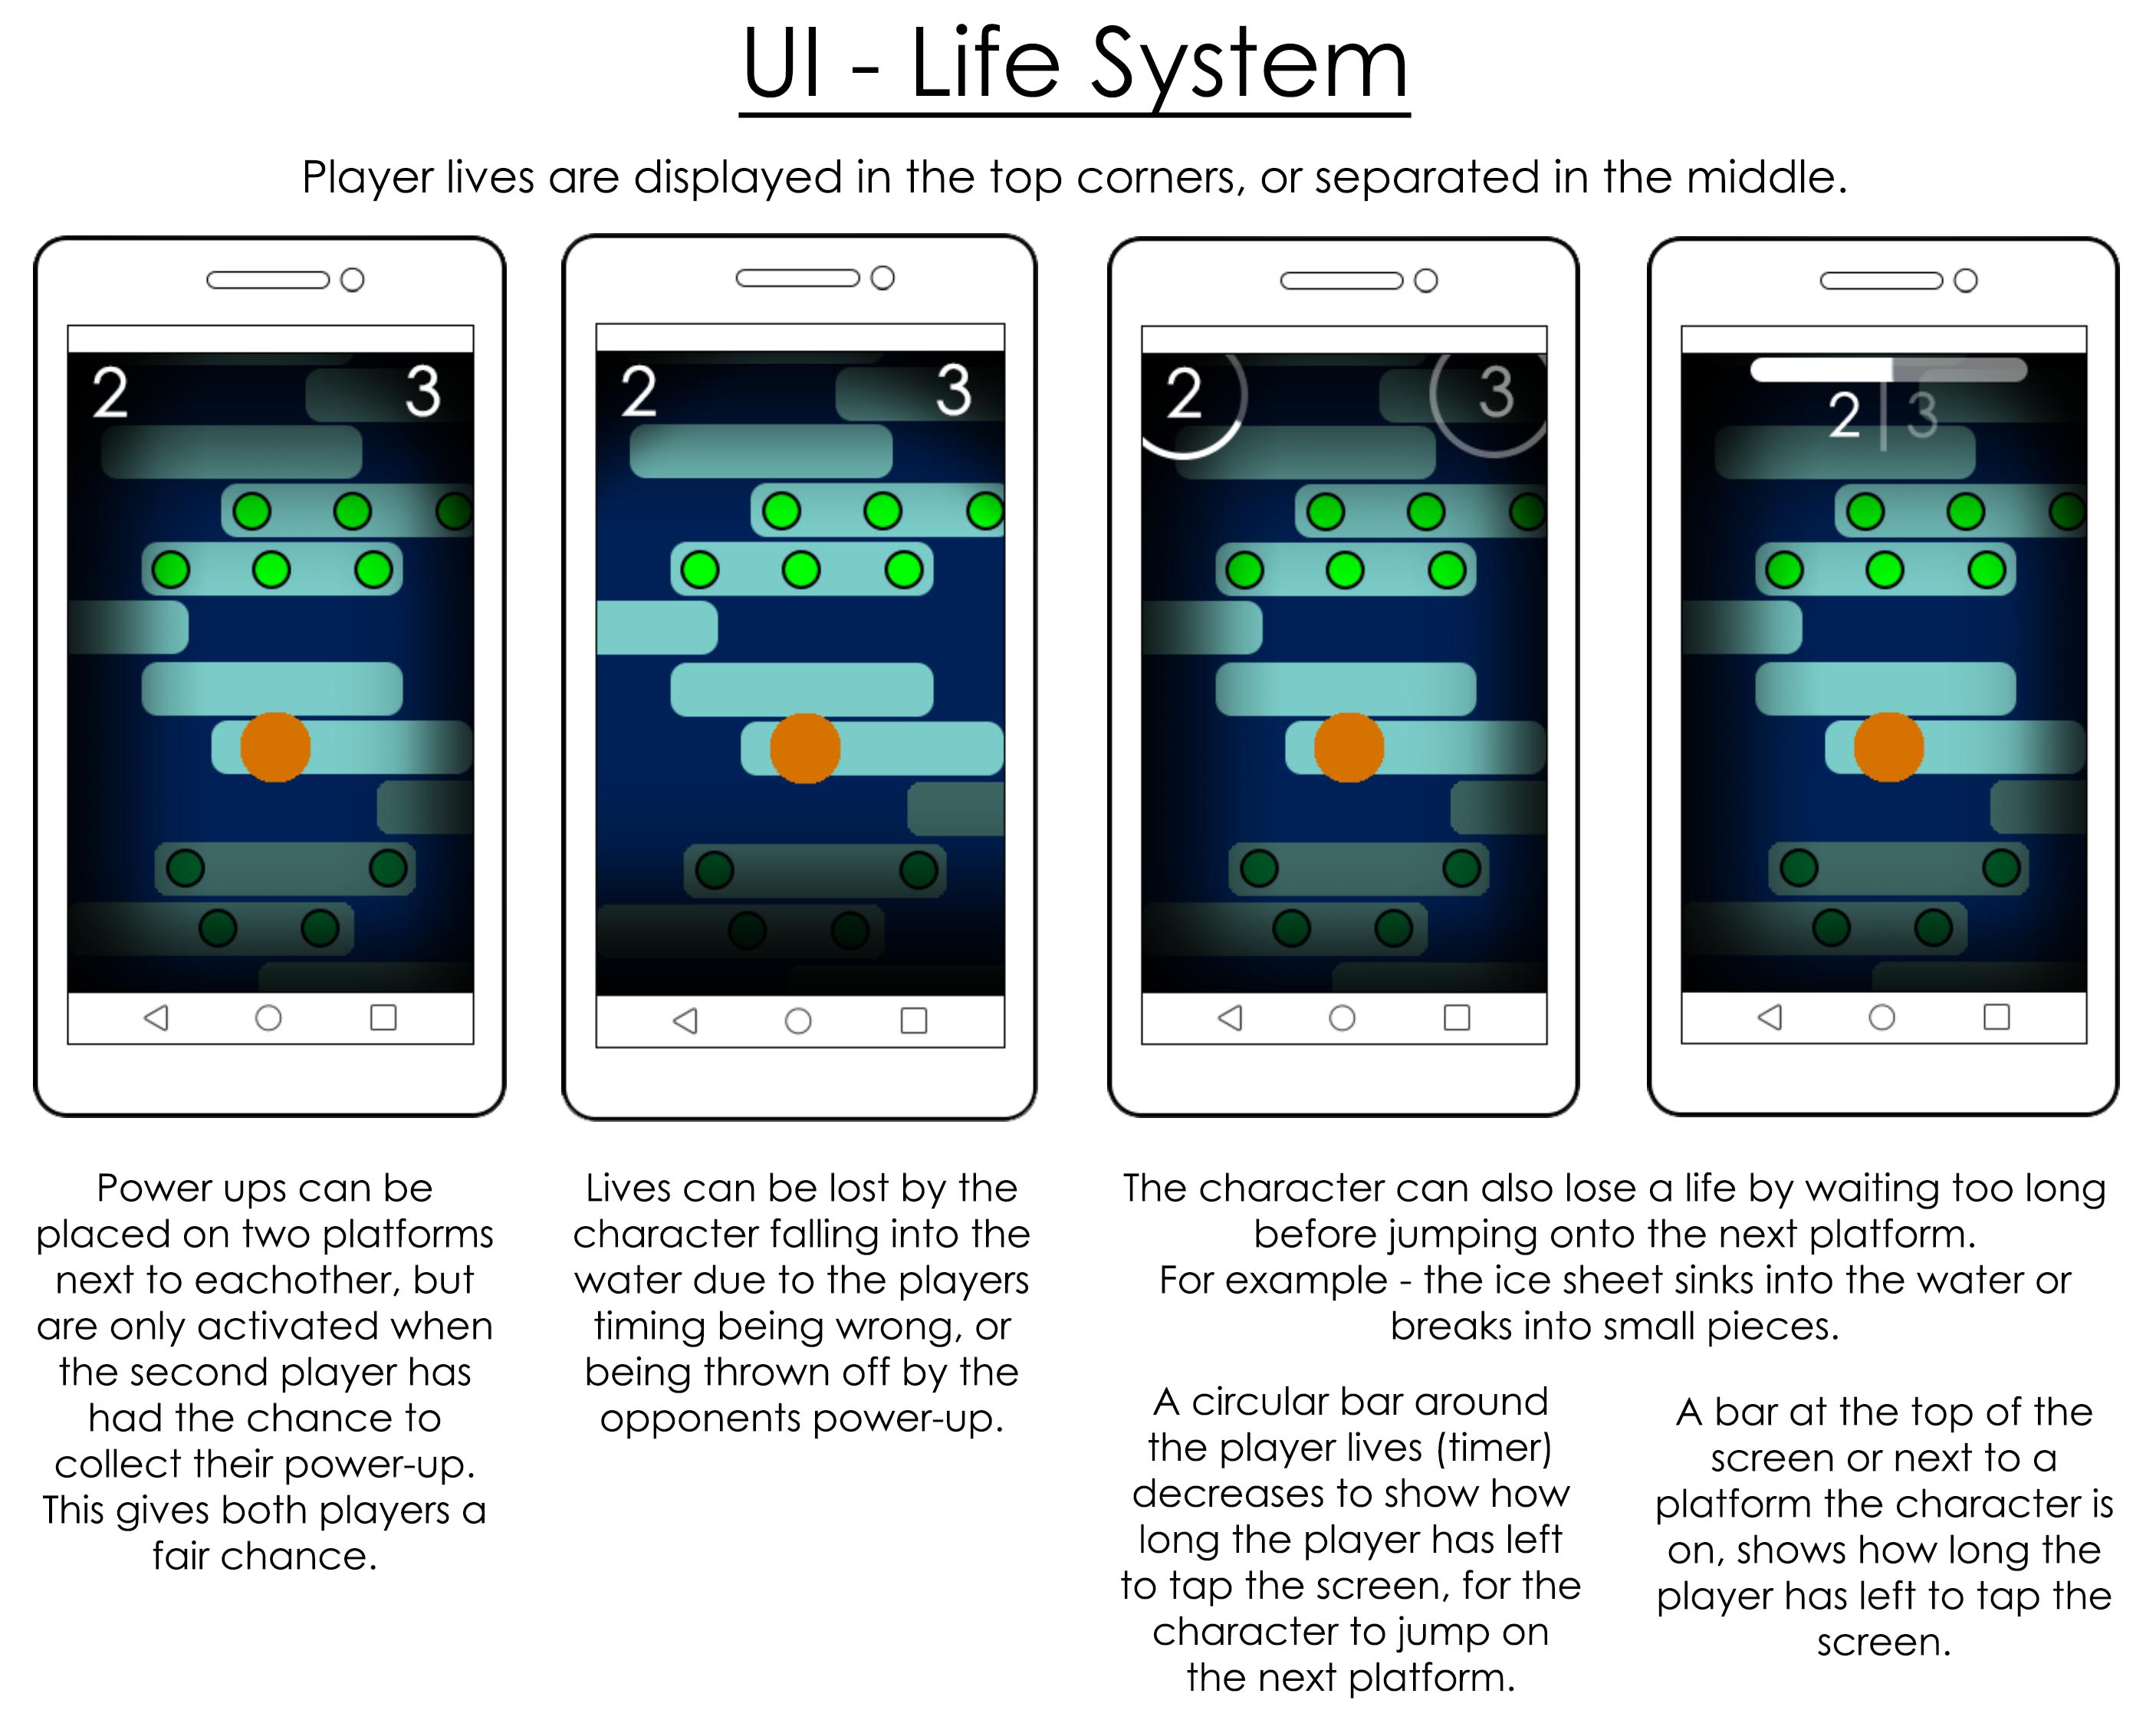 UI - Life System
Player lives are displayed in the top corners, or separated in the middle.
2 3
2 3
2 3
2 3
Power ups can be
placed on two platforms
next to eachother, but
are only activated when
the second player has
had the chance to
collect their power-up.
This gives both players a
fair chance.
Lives can be lost by the
character falling into the
water due to the players
timing being wrong, or
being thrown off by the
opponents power-up.
The character can also lose a life by waiting too long
before jumping onto the next platform.
For example - the ice sheet sinks into the water or
breaks into small pieces.
A circular bar around
the player lives (timer)
decreases to show how
long the player has left
to tap the screen, for the
character to jump on
the next platform.
A bar at the top of the
screen or next to a
platform the character is
on, shows how long the
player has left to tap the
screen.